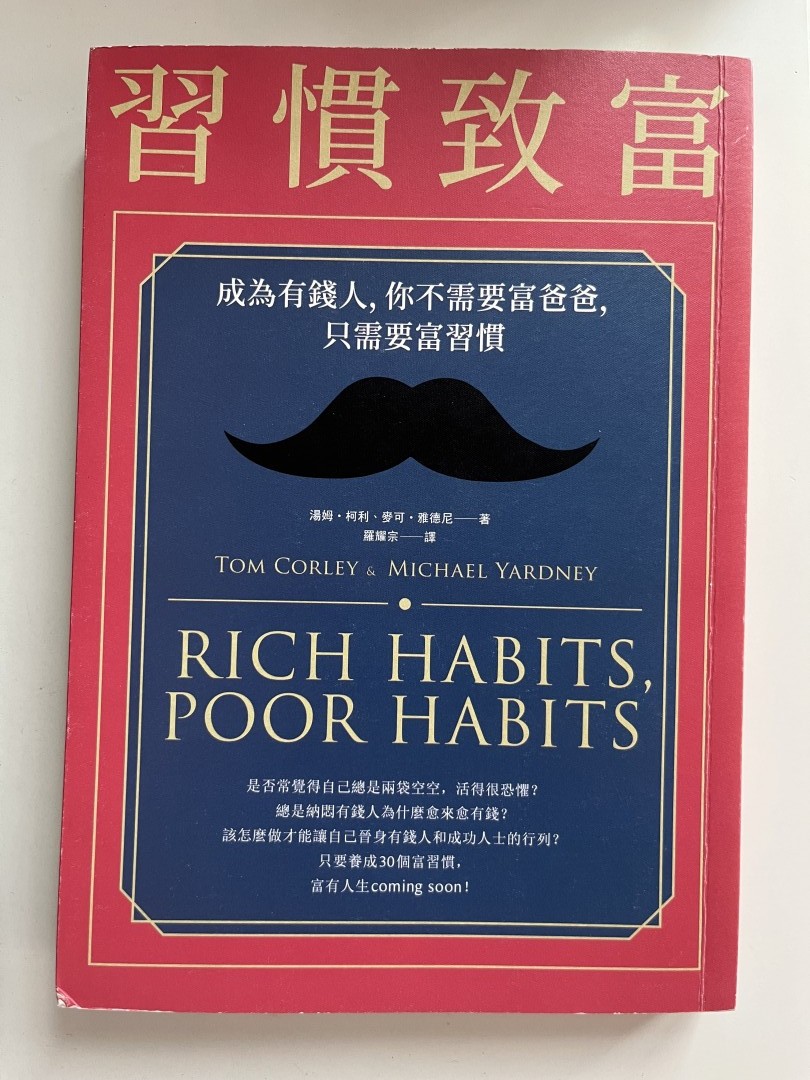 習慣致富
成為有錢人，你不需要富爸爸，
只需要富習慣
湯姆・柯利、麥可・雅德尼——著
羅耀宗——譯
TOM CORLEY & MICHAEL YARDNEY
RICH HABITS,
POOR HABITS
是否常覺得自己總是兩袋空空，活得很恐懼？
總是納悶有錢人為什麼愈來愈有錢？
該怎麼做才能讓自己晉身有錢人和成功人士的行列？
只要養成30個富習慣，
富有人生coming soon！